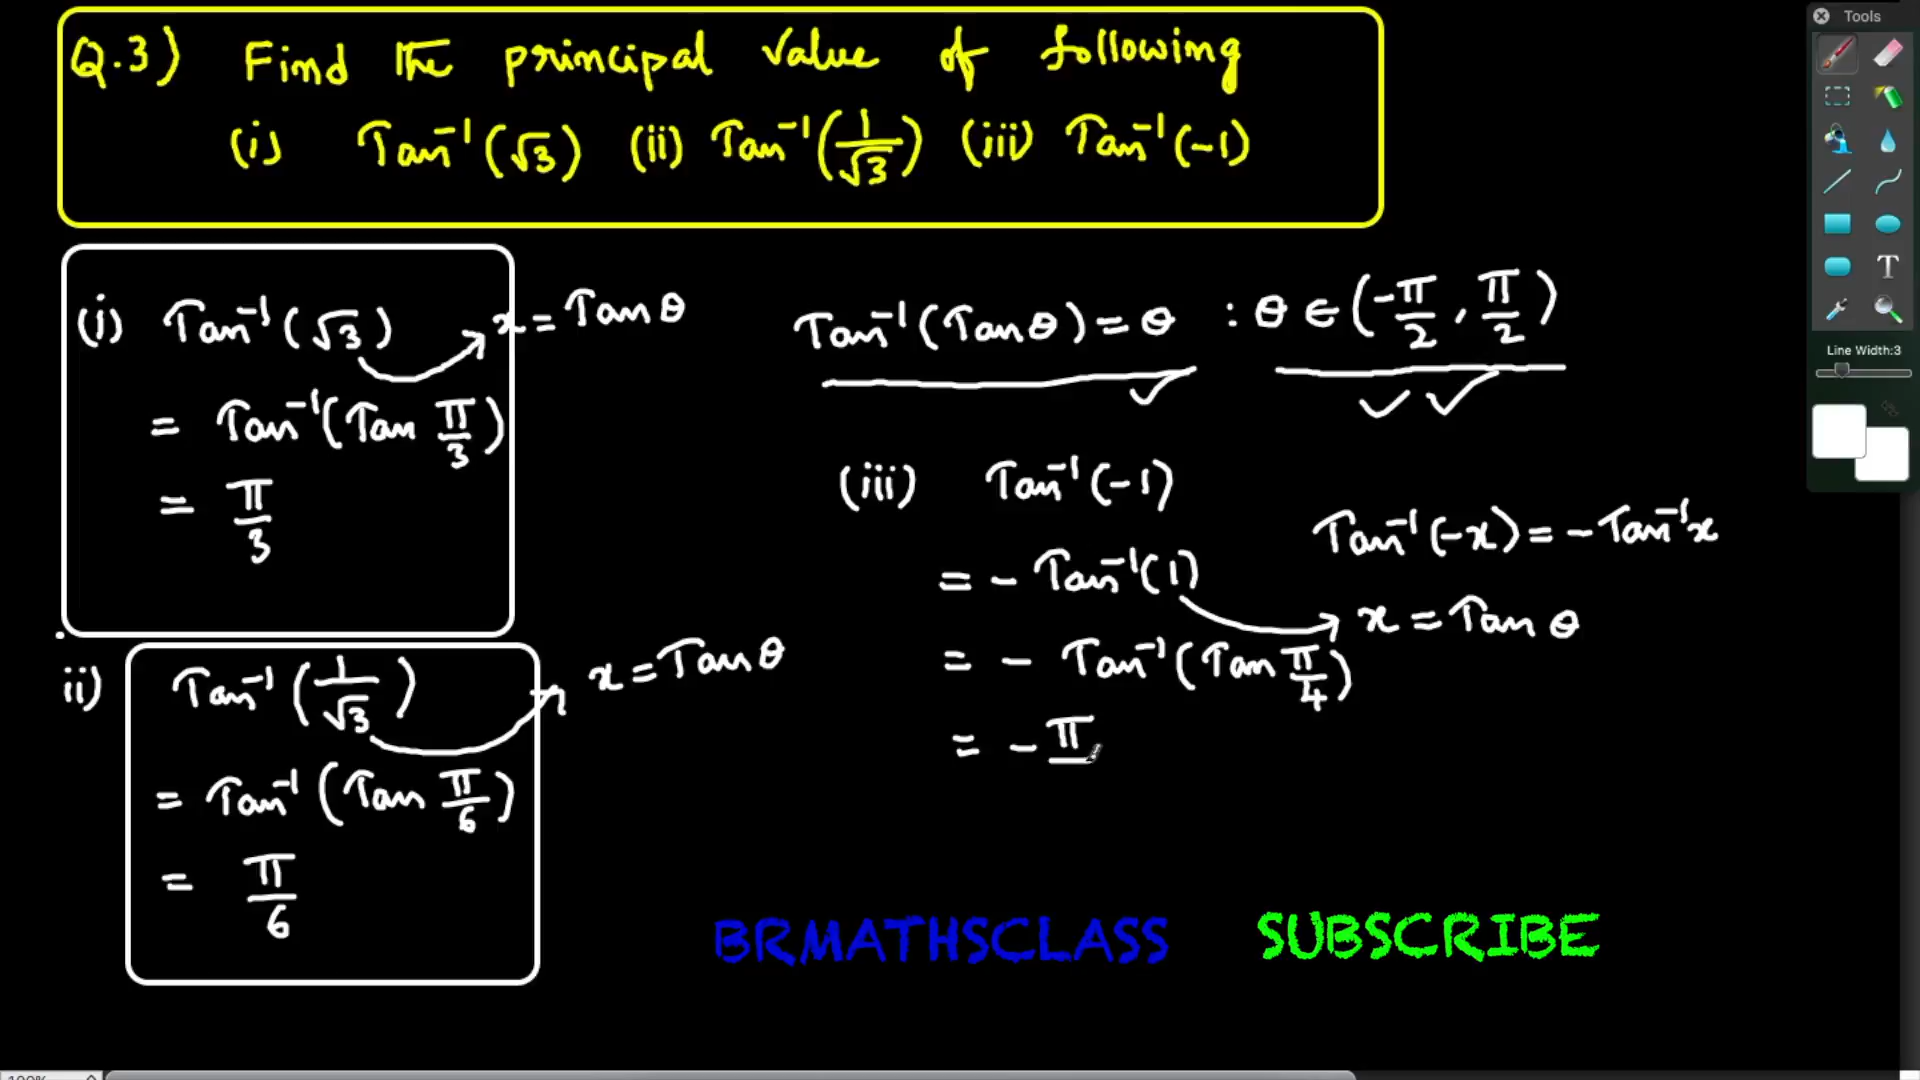 Q.3) Find the principal value of following
(i) Tan⁻¹(√3) (ii) Tan⁻¹(1/√3) (iii) Tan⁻¹(-1)
(i) Tan⁻¹(√3) x = Tan θ
= Tan⁻¹(Tan π/3)
= π/3
ii) Tan⁻¹(1/√3) x = Tan θ
= Tan⁻¹(Tan π/6)
= π/6
Tan⁻¹(Tan θ) = θ : θ ∈ (-π/2, π/2)
(iii) Tan⁻¹(-1)
Tan⁻¹(-x) = - Tan⁻¹x
= - Tan⁻¹(1) x = Tan θ
= - Tan⁻¹(Tan π/4)
= - π
BRMATHSCLASS SUBSCRIBE
Tools
T
Line Width:3
100%